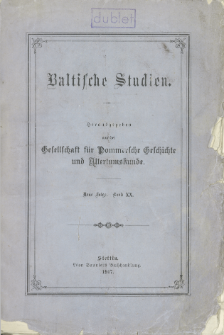 dublet
Baltische Studien.
Herausgegeben
von der
Gesellschaft für Pommersche Geschichte
und Altertumskunde
Neue Folge Band XX.
Stettin.
1917.